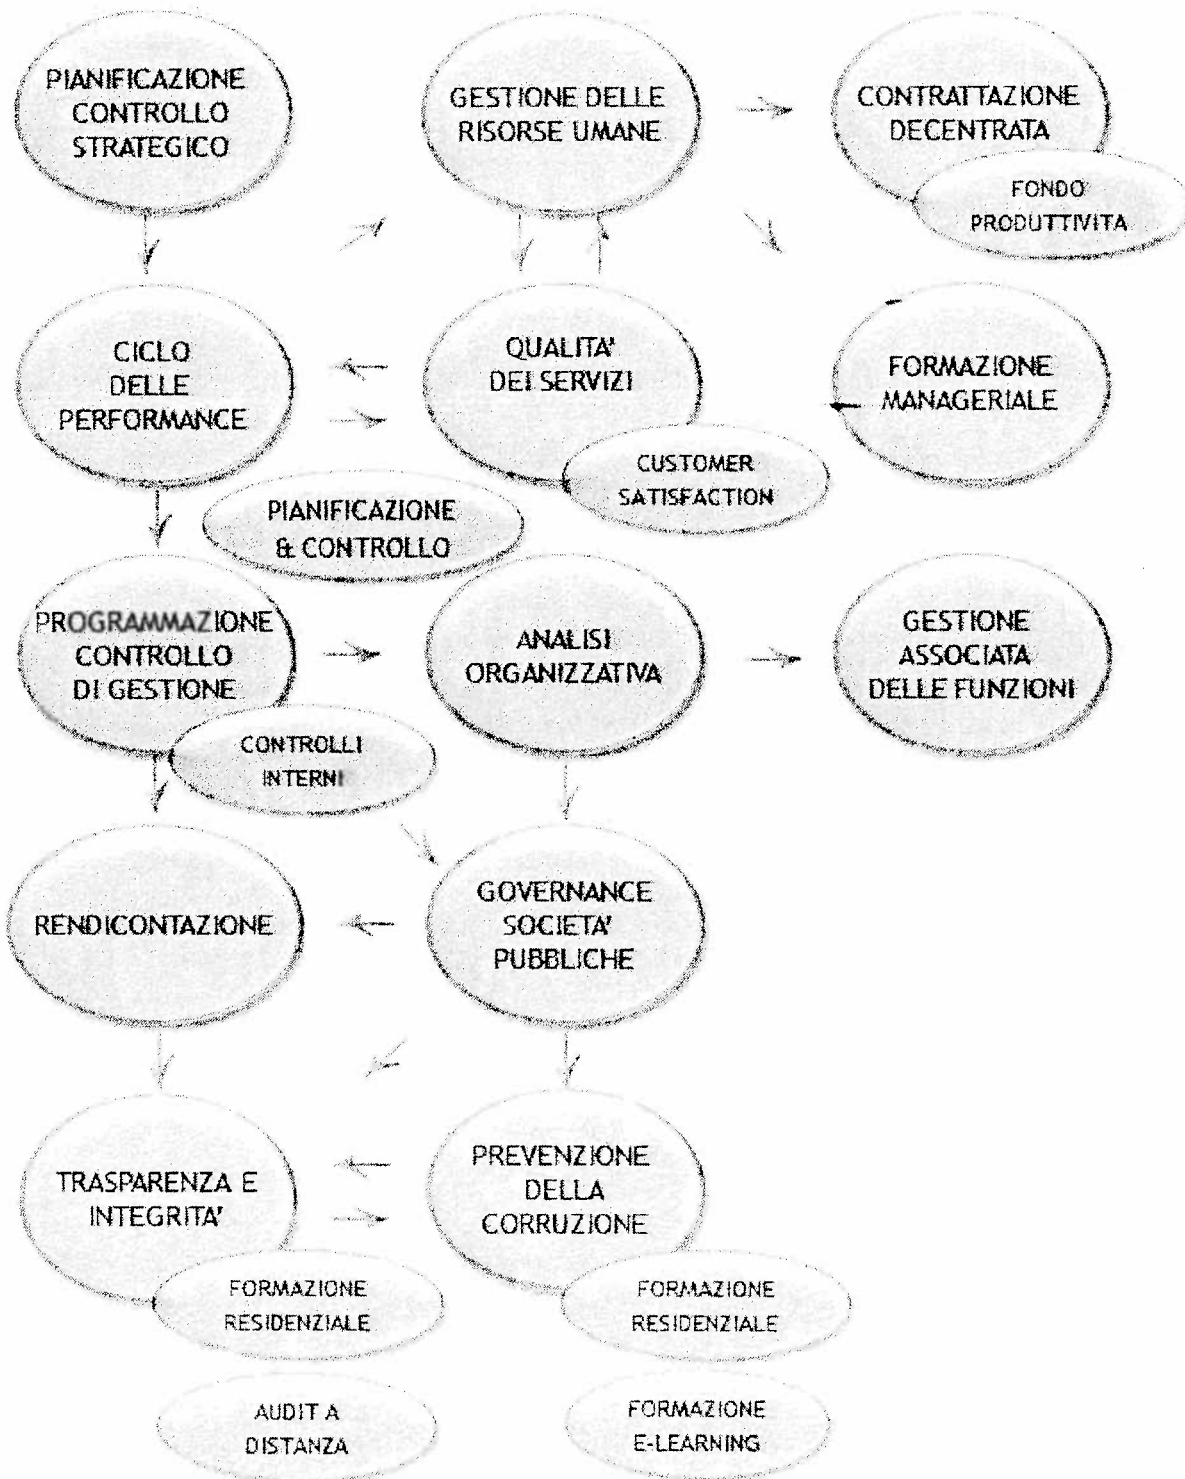 PIANIFICAZIONE
CONTROLLO
STRATEGICO
GESTIONE DELLE
RISORSE UMANE
CONTRATTAZIONE
DECENTRATA
FONDO
PRODUTTIVITA
CICLO
DELLE
PERFORMANCE
QUALITA'
DEI SERVIZI
CUSTOMER
SATISFACTION
FORMAZIONE
MANAGERIALE
PIANIFICAZIONE
& CONTROLLO
PROGRAMMAZIONE
CONTROLLO
DI GESTIONE
CONTROLLI
INTERNI
ANALISI
ORGANIZZATIVA
GESTIONE
ASSOCIATA
DELLE FUNZIONI
RENDICONTAZIONE
GOVERNANCE
SOCIETA'
PUBBLICHE
TRASPARENZA E
INTEGRITA'
FORMAZIONE
RESIDENZIALE
AUDIT A
DISTANZA
PREVENZIONE
DELLA
CORRUZIONE
FORMAZIONE
RESIDENZIALE
FORMAZIONE
E-LEARNING